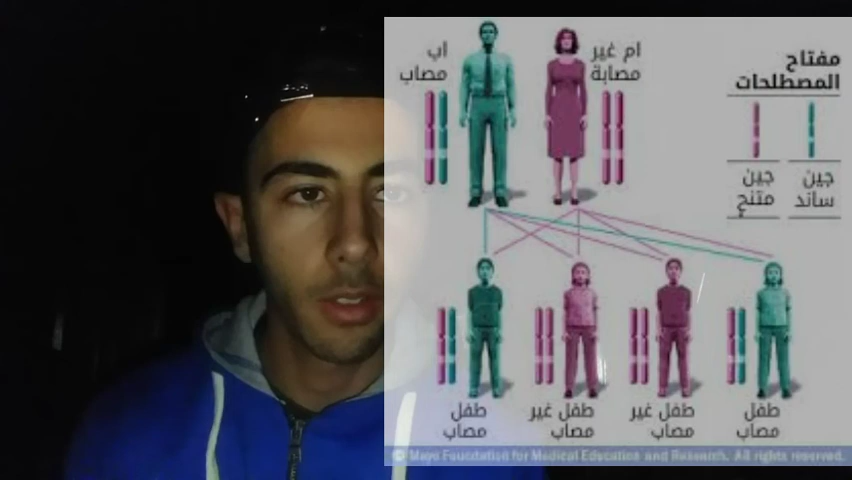 اب
مصاب
ام غير
مصابة
مفتاح
المصطلحات
جين
ساند
جين
متنحٍ
طفل
مصاب
طفل غير
مصاب
طفل غير
مصاب
طفل
مصاب
© Mayo Foundation for Medical Education and Research. All rights reserved.